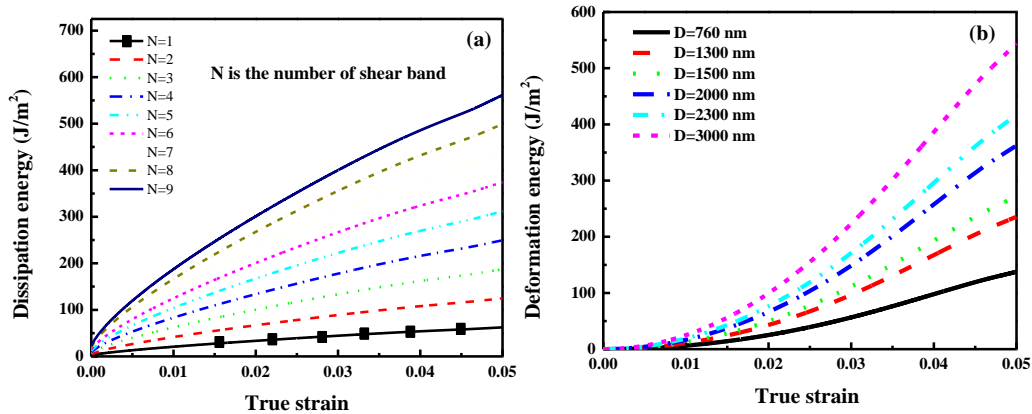 (a)
N=1
N=2
N=3
N=4
N=5
N=6
N=7
N=8
N=9
N is the number of shear band
Dissipation energy (J/m²)
700
600
500
400
300
200
100
0
0.00 0.01 0.02 0.03 0.04 0.05
True strain
(b)
D=760 nm
D=1300 nm
D=1500 nm
D=2000 nm
D=2300 nm
D=3000 nm
Deformation energy (J/m²)
600
500
400
300
200
100
0
0.00 0.01 0.02 0.03 0.04 0.05
True strain